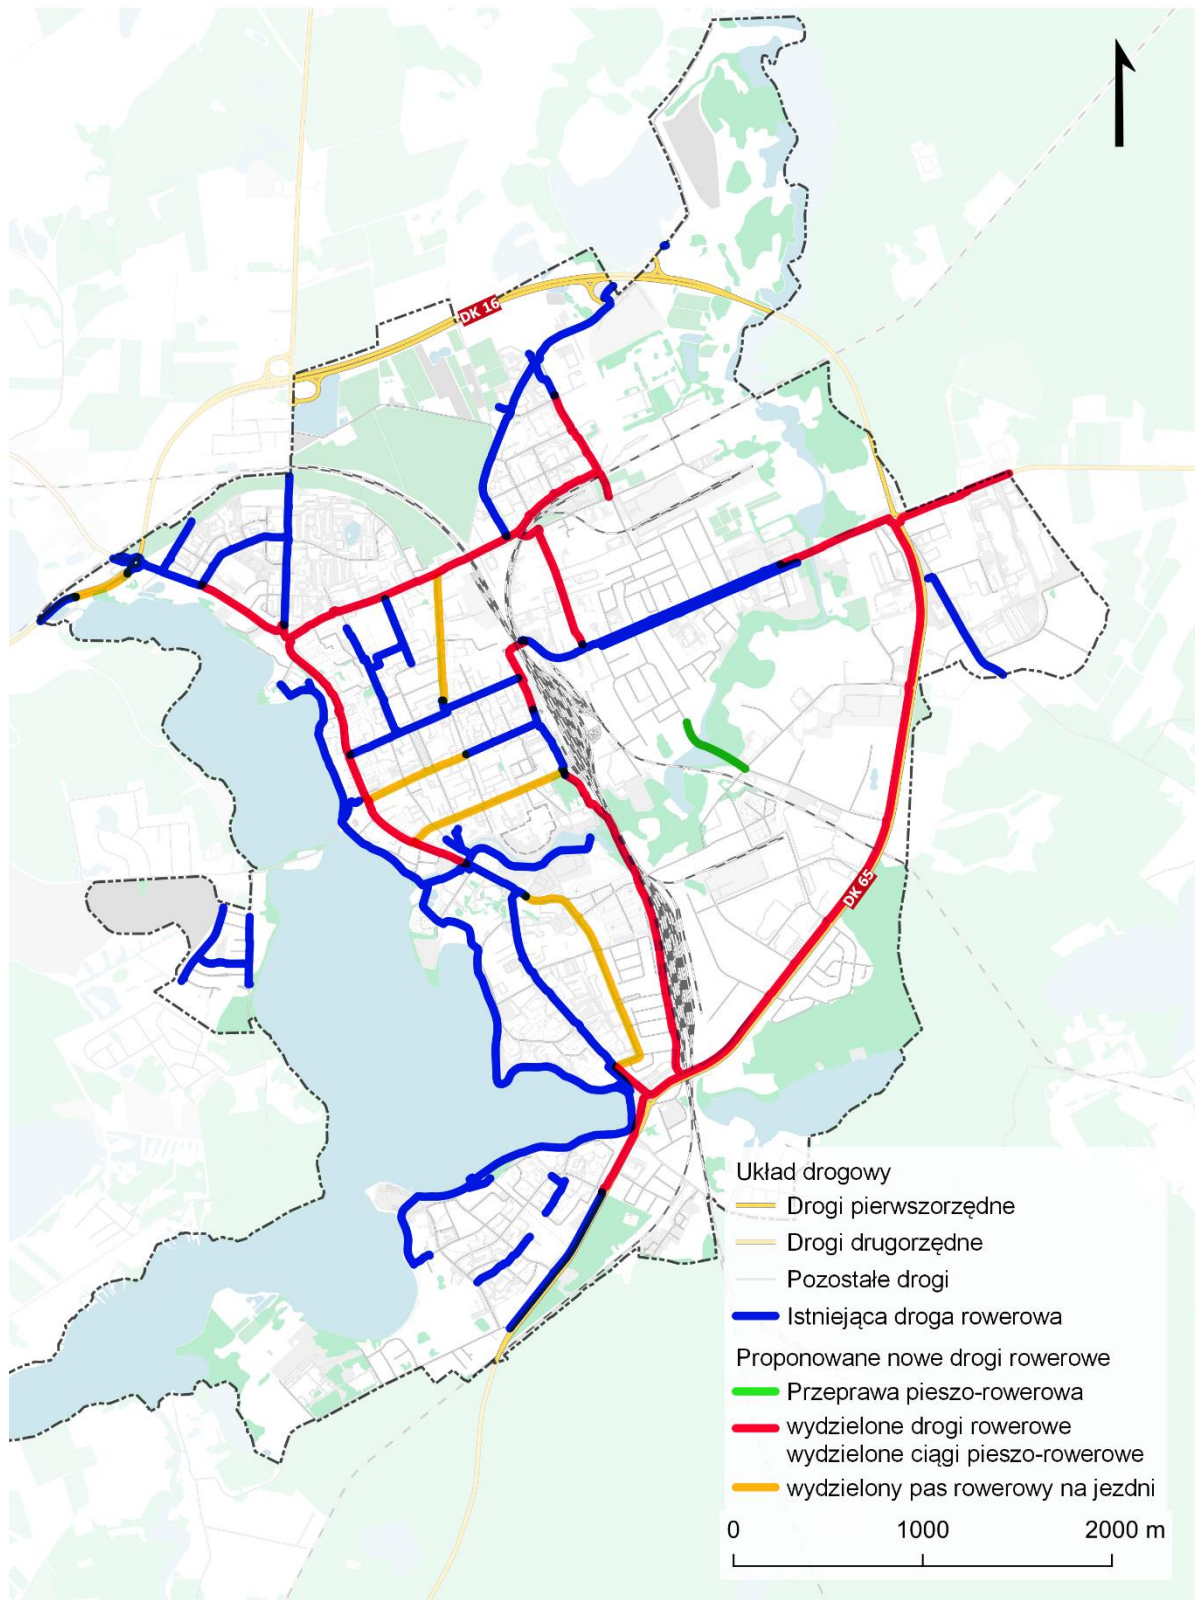 DK 16
DK 65
Układ drogowy
Drogi pierwszorzędne
Drogi drugorzędne
Pozostałe drogi
Istniejąca droga rowerowa
Proponowane nowe drogi rowerowe
Przeprawa pieszo-rowerowa
wydzielone drogi rowerowe
wydzielone ciągi pieszo-rowerowe
wydzielony pas rowerowy na jezdni
0 1000 2000 m